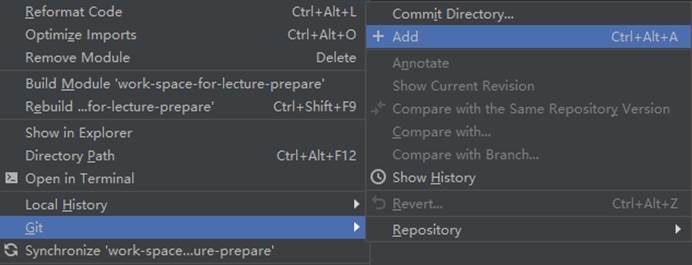 Reformat Code Ctrl+Alt+L
Optimize Imports Ctrl+Alt+O
Remove Module Delete
Build Module 'work-space-for-lecture-prepare'
Rebuild ...for-lecture-prepare' Ctrl+Shift+F9
Show in Explorer
Directory Path Ctrl+Alt+F12
Open in Terminal
Local History
Git
Synchronize 'work-space...ure-prepare'
Commit Directory...
Add Ctrl+Alt+A
Annotate
Show Current Revision
Compare with the Same Repository Version
Compare with...
Compare with Branch...
Show History
Revert... Ctrl+Alt+Z
Repository